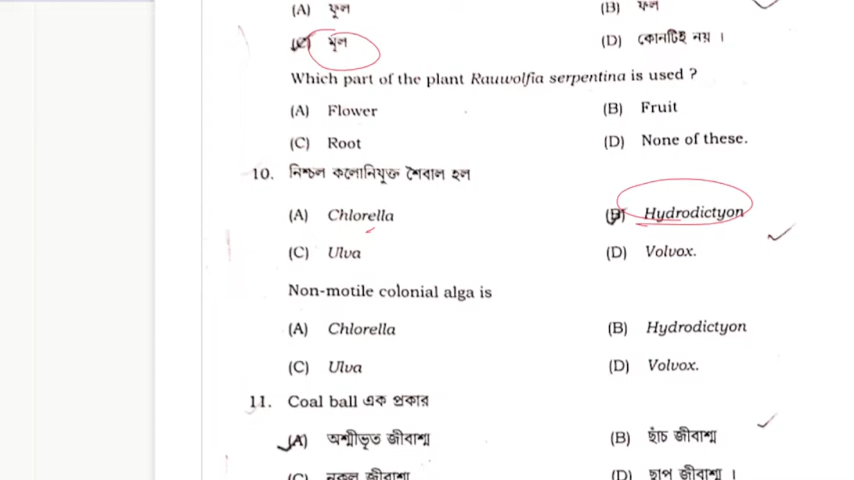 (A) ফুল (B) ফল
(C) মূল (D) কোনটিই নয় ।
Which part of the plant Rauwolfia serpentina is used ?
(A) Flower (B) Fruit
(C) Root (D) None of these.
10. নিশ্চল কলোনিযুক্ত শৈবাল হল
(A) Chlorella (B) Hydrodictyon
(C) Ulva (D) Volvox.
Non-motile colonial alga is
(A) Chlorella (B) Hydrodictyon
(C) Ulva (D) Volvox.
11. Coal ball এক প্রকার
(A) অশ্মীভূত জীবাশ্ম (B) ছাঁচ জীবাশ্ম
(C) নকল জীবাশ্ম (D) ছাপ জীবাশ্ম ।